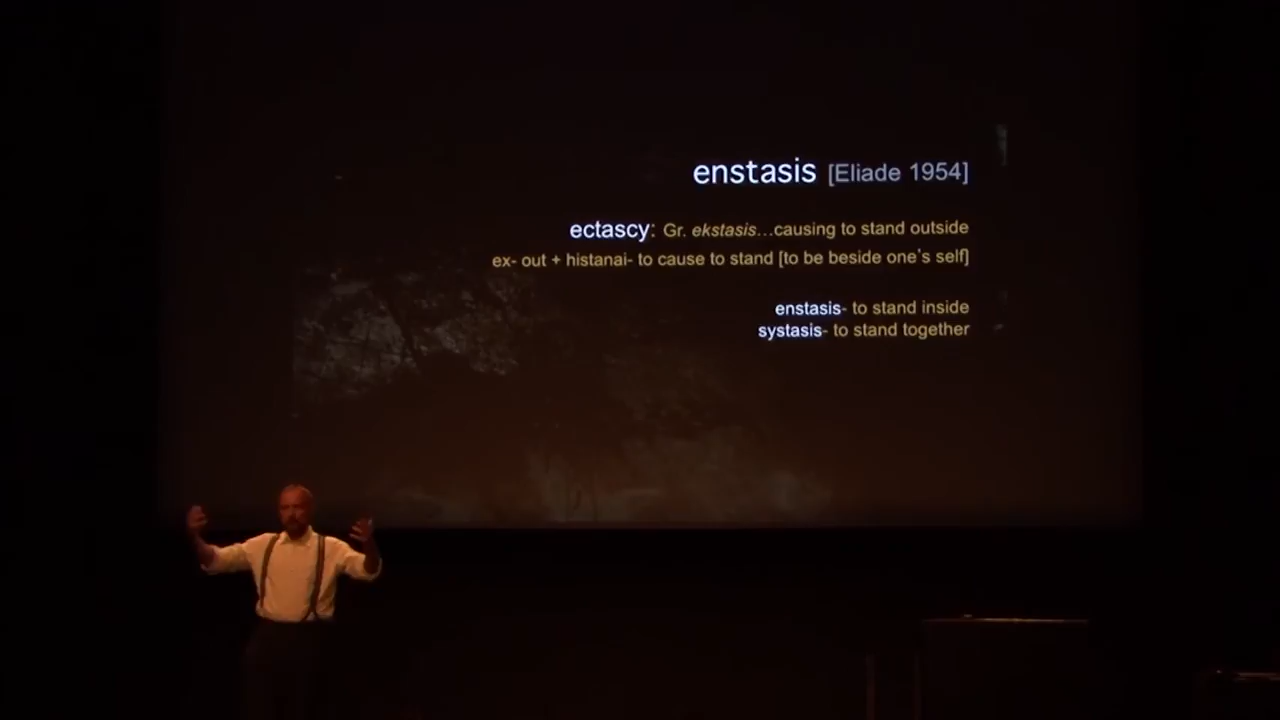 enstasis [Eliade 1954]
ectascy: Gr. ekstasis...causing to stand outside
ex- out + histanai- to cause to stand [to be beside one's self]
enstasis- to stand inside
systasis- to stand together